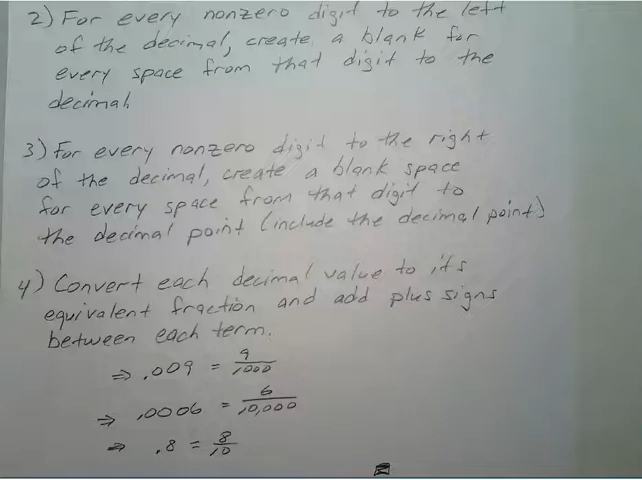 2) For every nonzero digit to the left
of the decimal, create a blank for
every space from that digit to the
decimal.
3) For every nonzero digit to the right
of the decimal, create a blank space
for every space from that digit to
the decimal point (include the decimal point)
4) Convert each decimal value to its
equivalent fraction and add plus signs
between each term.
⇒ .009 = 9/1000
⇒ .0006 = 6/10,000
⇒ .8 = 8/10